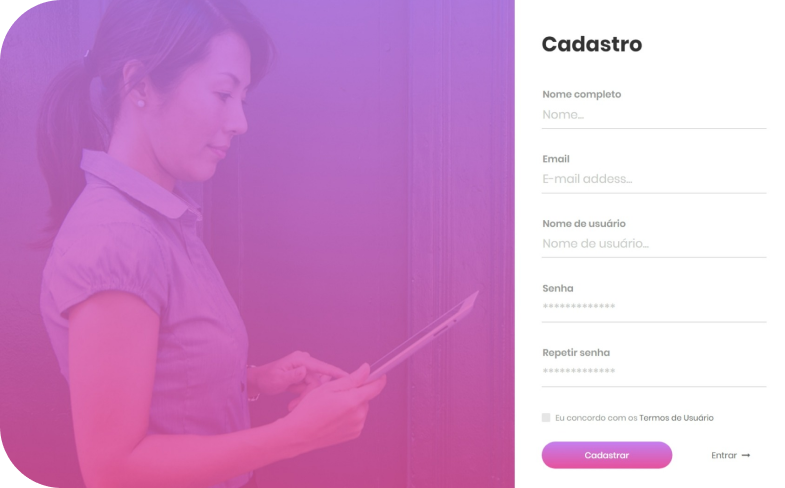 Cadastro
Nome completo
Nome...
Email
E-mail addess...
Nome de usuário
Nome de usuário...
Senha
*************
Repetir senha
*************
Eu concordo com os Termos de Usuário
Cadastrar
Entrar →